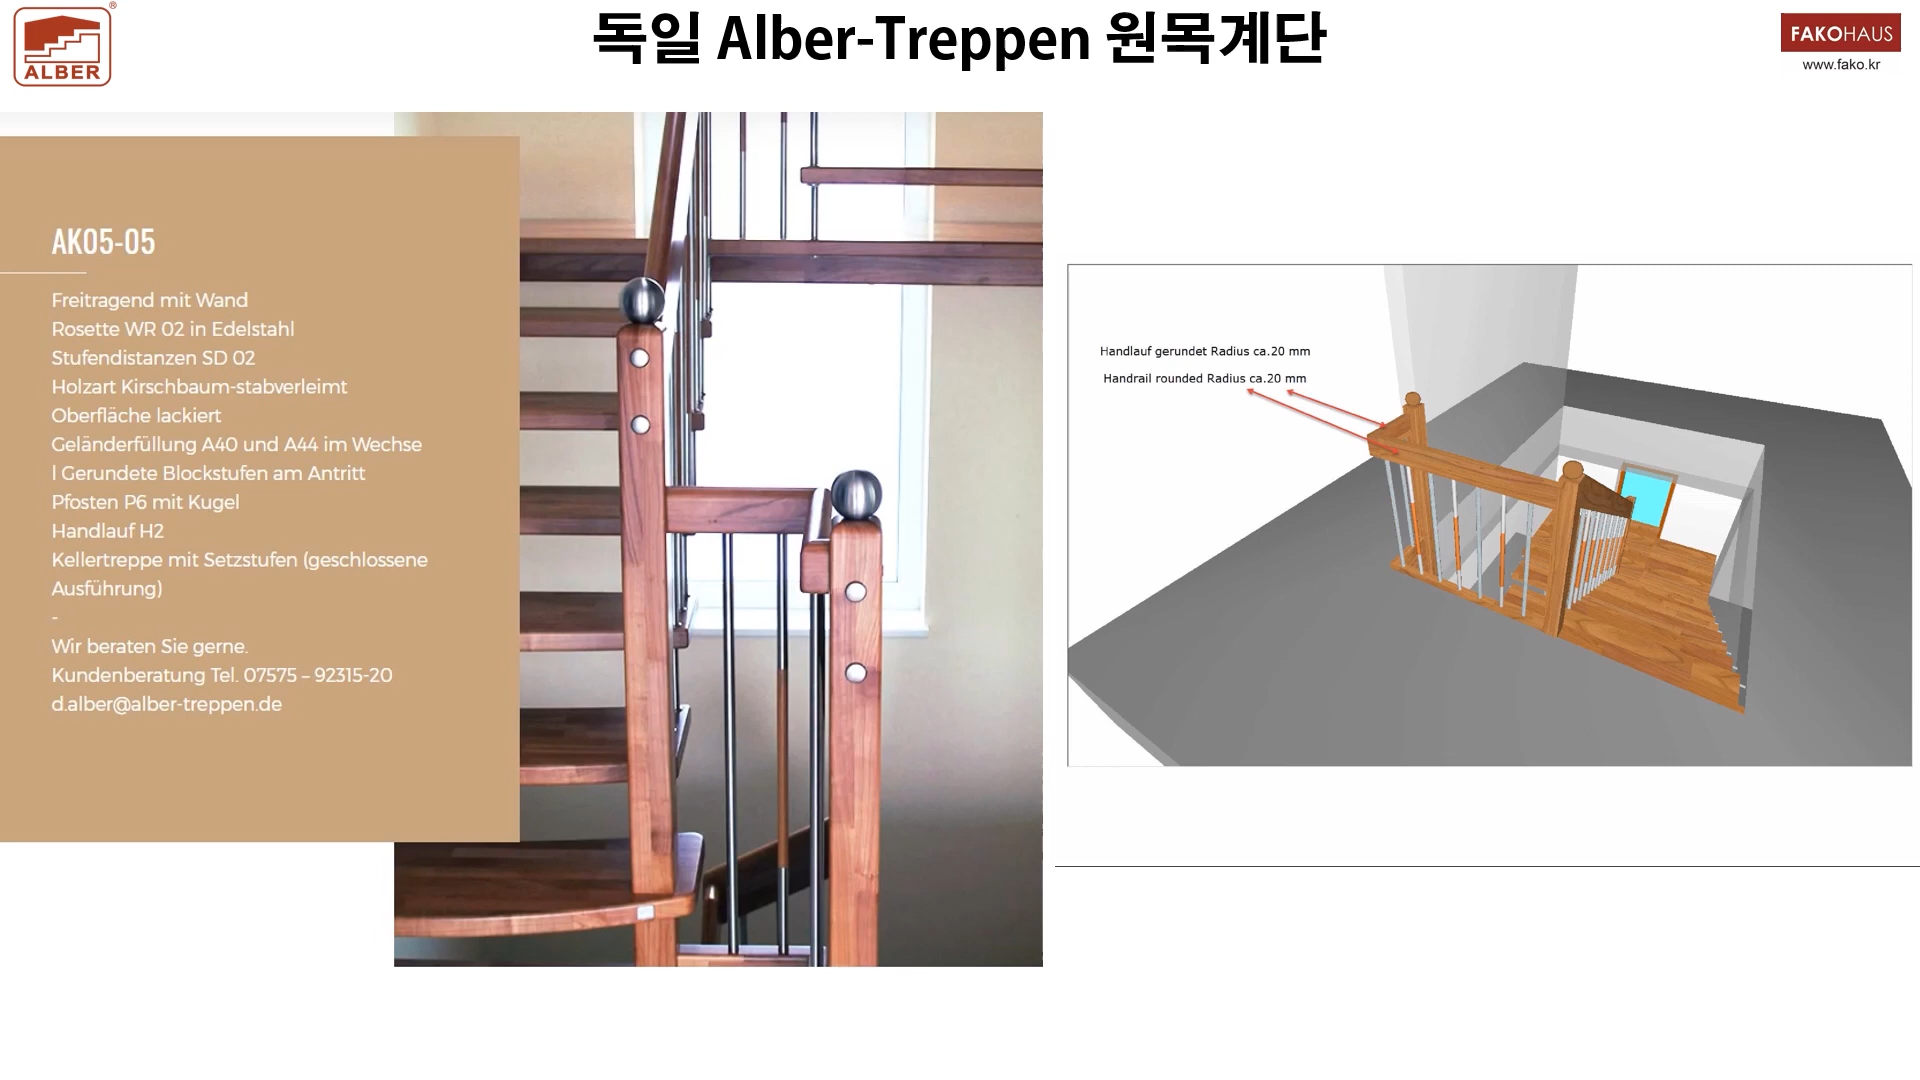 ALBER
®
독일 Alber-Treppen 원목계단
FAKOHAUS
www.fako.kr
AK05-05
Freitragend mit Wand
Rosette WR 02 in Edelstahl
Stufendistanzen SD 02
Holzart Kirschbaum-stabverleimt
Oberfläche lackiert
Geländerfüllung A40 und A44 im Wechse
l Gerundete Blockstufen am Antritt
Pfosten P6 mit Kugel
Handlauf H2
Kellertreppe mit Setzstufen (geschlossene
Ausführung)
-
Wir beraten Sie gerne.
Kundenberatung Tel. 07575 – 92315-20
d.alber@alber-treppen.de
Handlauf gerundet Radius ca.20 mm
Handrail rounded Radius ca.20 mm